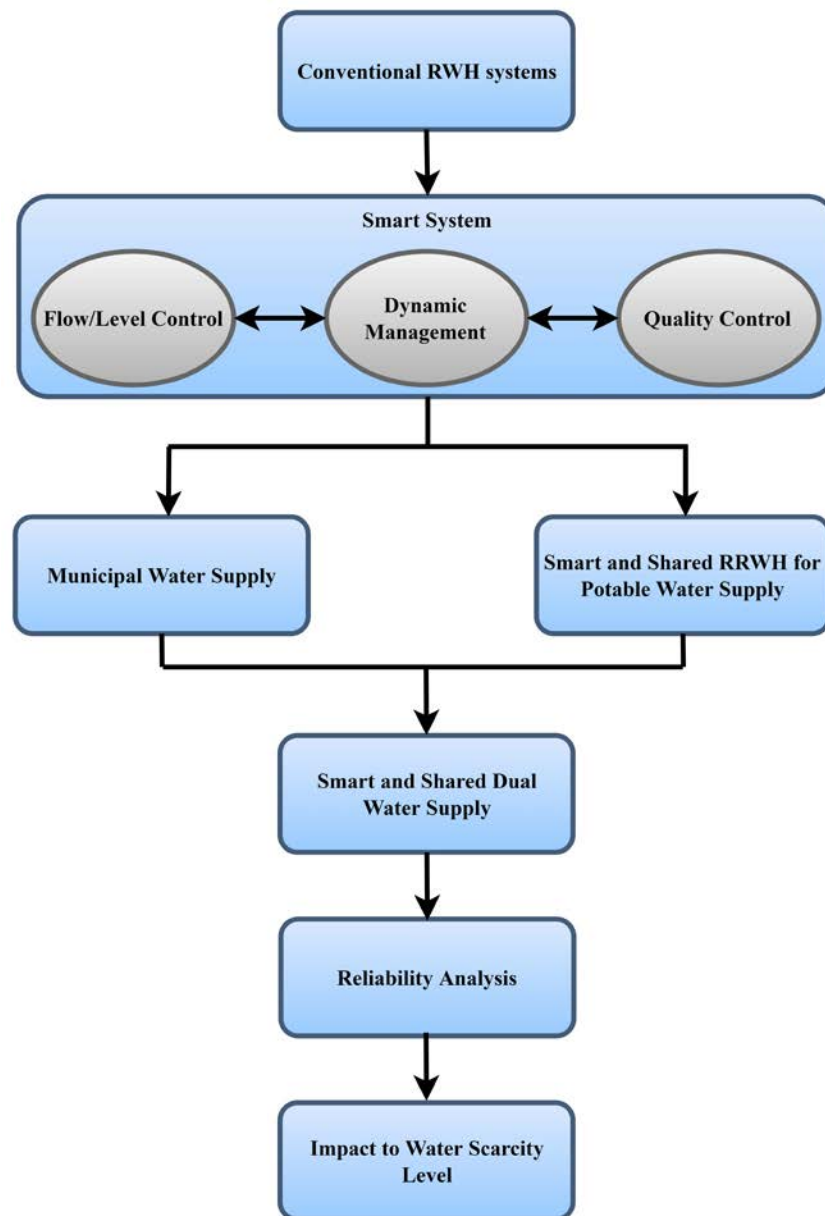 Conventional RWH systems
Smart System
Flow/Level Control
Dynamic
Management
Quality Control
Municipal Water Supply
Smart and Shared RRWH for
Potable Water Supply
Smart and Shared Dual
Water Supply
Reliability Analysis
Impact to Water Scarcity
Level